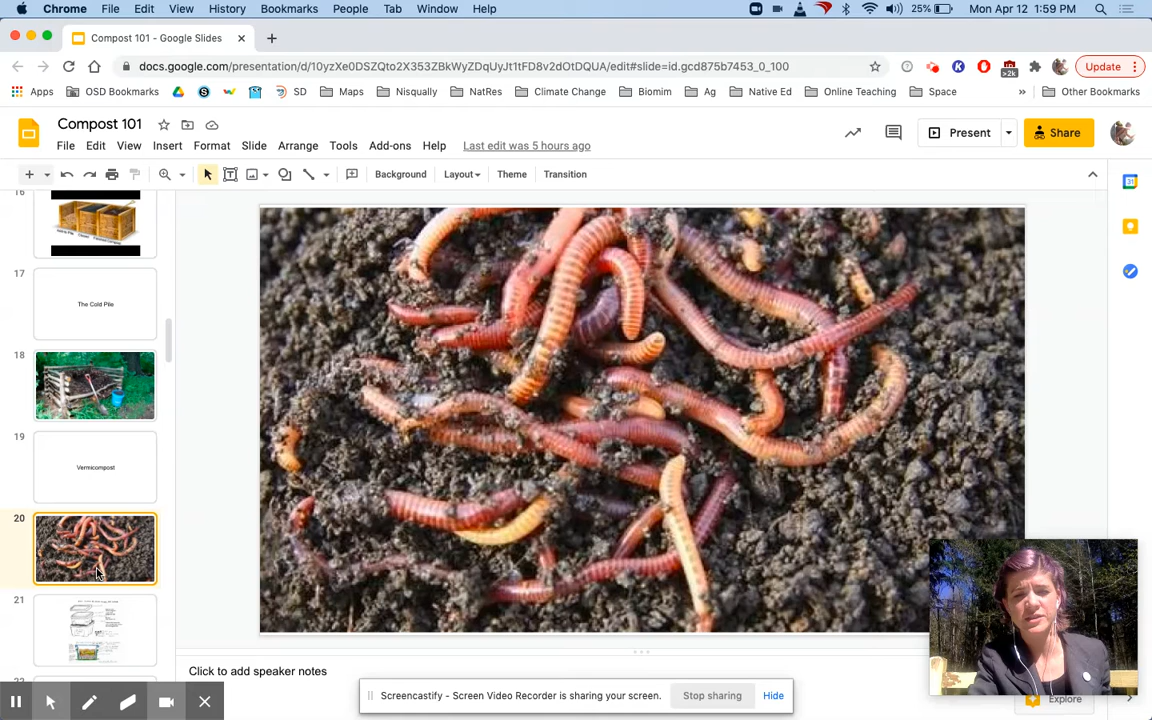 Chrome File Edit View History Bookmarks People Tab Window Help 25% Mon Apr 12 1:59 PM
Compost 101 - Google Slides
docs.google.com/presentation/d/10yzXe0DSZQto2X353ZBkWyZDqUyJt1tFD8v2dOtDQUA/edit#slide=id.gcd875b7453_0_100 >2k Update
Apps OSD Bookmarks SD Maps Nisqually NatRes Climate Change Biomim Ag Native Ed Online Teaching Space » Other Bookmarks
Compost 101
File Edit View Insert Format Slide Arrange Tools Add-ons Help Last edit was 5 hours ago
Present Share
Background Layout Theme Transition
16
17
The Cold Pile
18
19
Vermicompost
20
21
22
Click to add speaker notes
Screencastify - Screen Video Recorder is sharing your screen. Stop sharing Hide
Explore